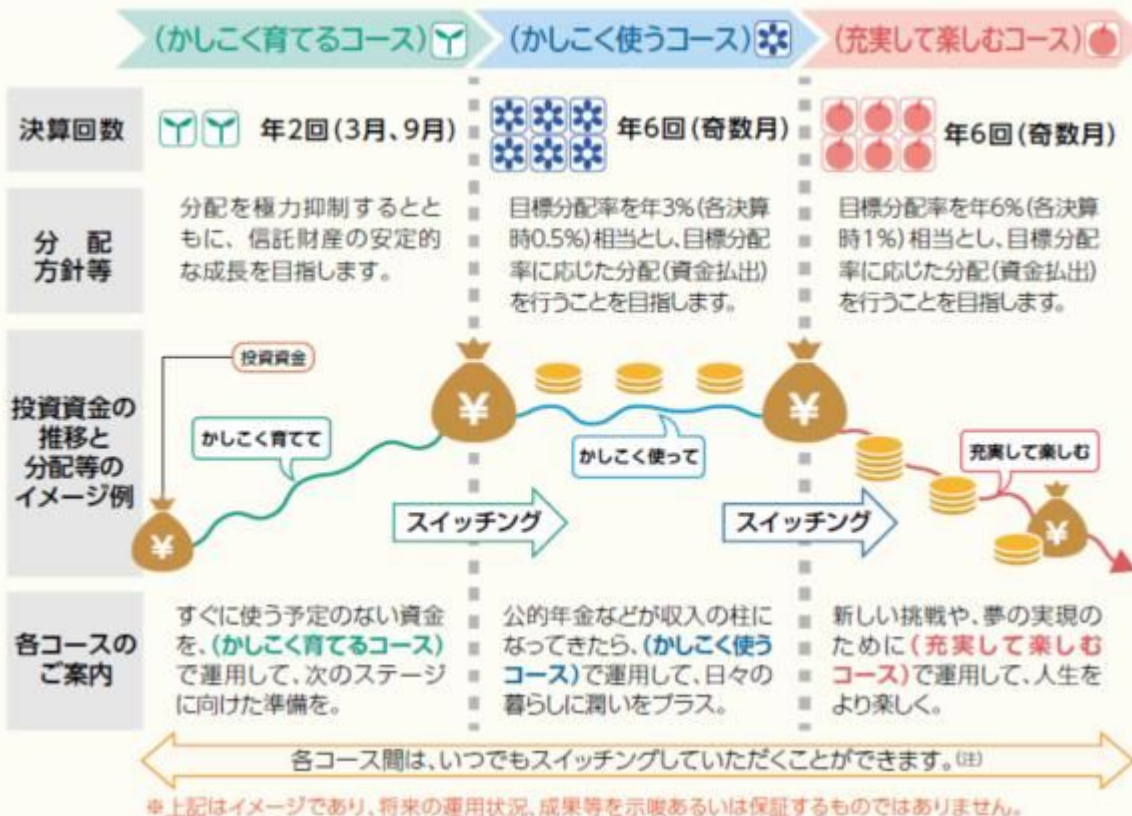 (かしこく育てるコース)
(かしこく使うコース)
(充実して楽しむコース)
決算回数
年2回(3月、9月)
年6回(奇数月)
年6回(奇数月)
分配
方針等
分配を極力抑制するとと
もに、信託財産の安定的
な成長を目指します。
目標分配率を年3%(各決算
時0.5%)相当とし、目標分配
率に応じた分配(資金払出)
を行うことを目指します。
目標分配率を年6%(各決算
時1%)相当とし、目標分配
率に応じた分配(資金払出)
を行うことを目指します。
投資資金の
推移と
分配等の
イメージ例
投資資金
かしこく育てて
かしこく使って
充実して楽しむ
¥
¥
¥
¥
スイッチング
スイッチング
各コースの
ご案内
すぐに使う予定のない資金
を、(かしこく育てるコース)
で運用して、次のステージ
に向けた準備を。
公的年金などが収入の柱に
なってきたら、(かしこく使う
コース)で運用して、日々の
暮らしに潤いをプラス。
新しい挑戦や、夢の実現の
ために(充実して楽しむ
コース)で運用して、人生を
より楽しく。
各コース間は、いつでもスイッチングしていただくことができます。(注)
※上記はイメージであり、将来の運用状況、成果等を示唆あるいは保証するものではありません。